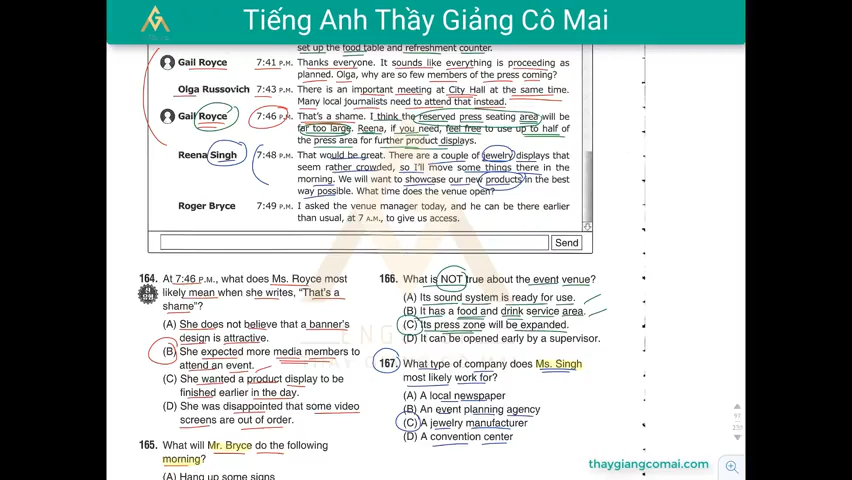 Tiếng Anh Thầy Giảng Cô Mai
set up the food table and refreshment counter.
Gail Royce 7:41 P.M. Thanks everyone. It sounds like everything is proceeding as
planned. Olga, why are so few members of the press coming?
Olga Russovich 7:43 P.M. There is an important meeting at City Hall at the same time.
Many local journalists need to attend that instead.
Gail Royce 7:46 P.M. That's a shame. I think the reserved press seating area will be
far too large. Reena, if you need, feel free to use up to half of
the press area for further product displays.
Reena Singh 7:48 P.M. That would be great. There are a couple of jewelry displays that
seem rather crowded, so I'll move some things there in the
morning. We will want to showcase our new products in the best
way possible. What time does the venue open?
Roger Bryce 7:49 P.M. I asked the venue manager today, and he can be there earlier
than usual, at 7 A.M., to give us access.
Send
164. At 7:46 P.M., what does Ms. Royce most
likely mean when she writes, "That's a
shame"?
(A) She does not believe that a banner's
design is attractive.
(B) She expected more media members to
attend an event.
(C) She wanted a product display to be
finished earlier in the day.
(D) She was disappointed that some video
screens are out of order.
165. What will Mr. Bryce do the following
morning?
(A) Hang up some signs
166. What is NOT true about the event venue?
(A) Its sound system is ready for use.
(B) It has a food and drink service area.
(C) Its press zone will be expanded.
(D) It can be opened early by a supervisor.
167. What type of company does Ms. Singh
most likely work for?
(A) A local newspaper
(B) An event planning agency
(C) A jewelry manufacturer
(D) A convention center
thaygiangcomai.com